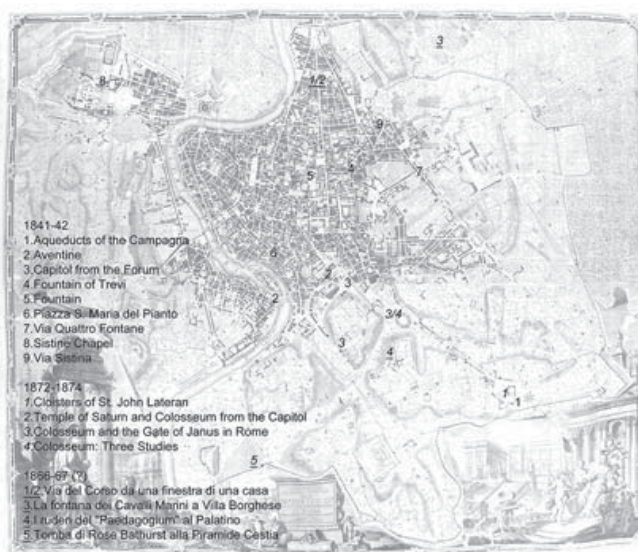 3
8
1/2
9
5
4
7
1841-42
1.Aqueducts of the Campagna
2.Aventine
3.Capitol from the Forum
4.Fountain of Trevi
5.Fountain
6.Piazza S. Maria del Pianto
7.Via Quattro Fontane
8.Sistine Chapel
9.Via Sistina
6
2
3
2
3/4
3
4
1872-1874
1.Cloisters of St. John Lateran
2.Temple of Saturn and Colosseum from the Capitol
3.Colosseum and the Gate of Janus in Rome
4.Colosseum: Three Studies
1
1
5
1866-67 (?)
1/2.Via del Corso da una finestra di una casa
3.La fontana dei Cavalli Marini a Villa Borghese
4.I ruderi del "Paedagogium" al Palatino
5.Tomba di Rose Bathurst alla Piramide Cestia